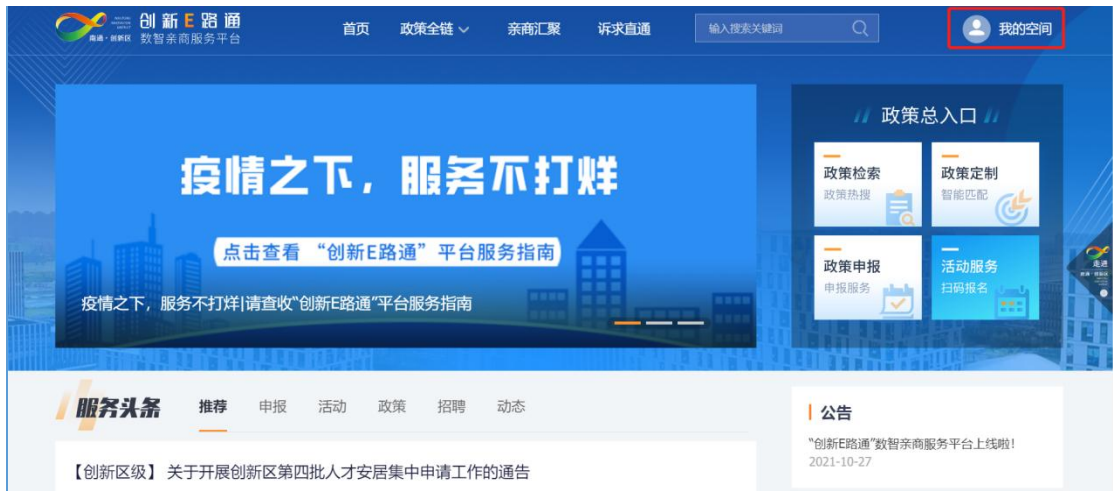 创新E路通
南通·创新区
数智亲商服务平台
首页
政策全链
亲商汇聚
诉求直通
输入搜索关键词
我的空间
疫情之下，服务不打烊
点击查看 “创新E路通” 平台服务指南
疫情之下，服务不打烊|请查收“创新E路通”平台服务指南
政策总入口
政策检索
政策热搜
政策定制
智能匹配
政策申报
申报服务
活动服务
扫码报名
走进
服务头条
推荐
申报
活动
政策
招聘
动态
【创新区级】 关于开展创新区第四批人才安居集中申请工作的通告
公告
“创新E路通”数智亲商服务平台上线啦！
2021-10-27